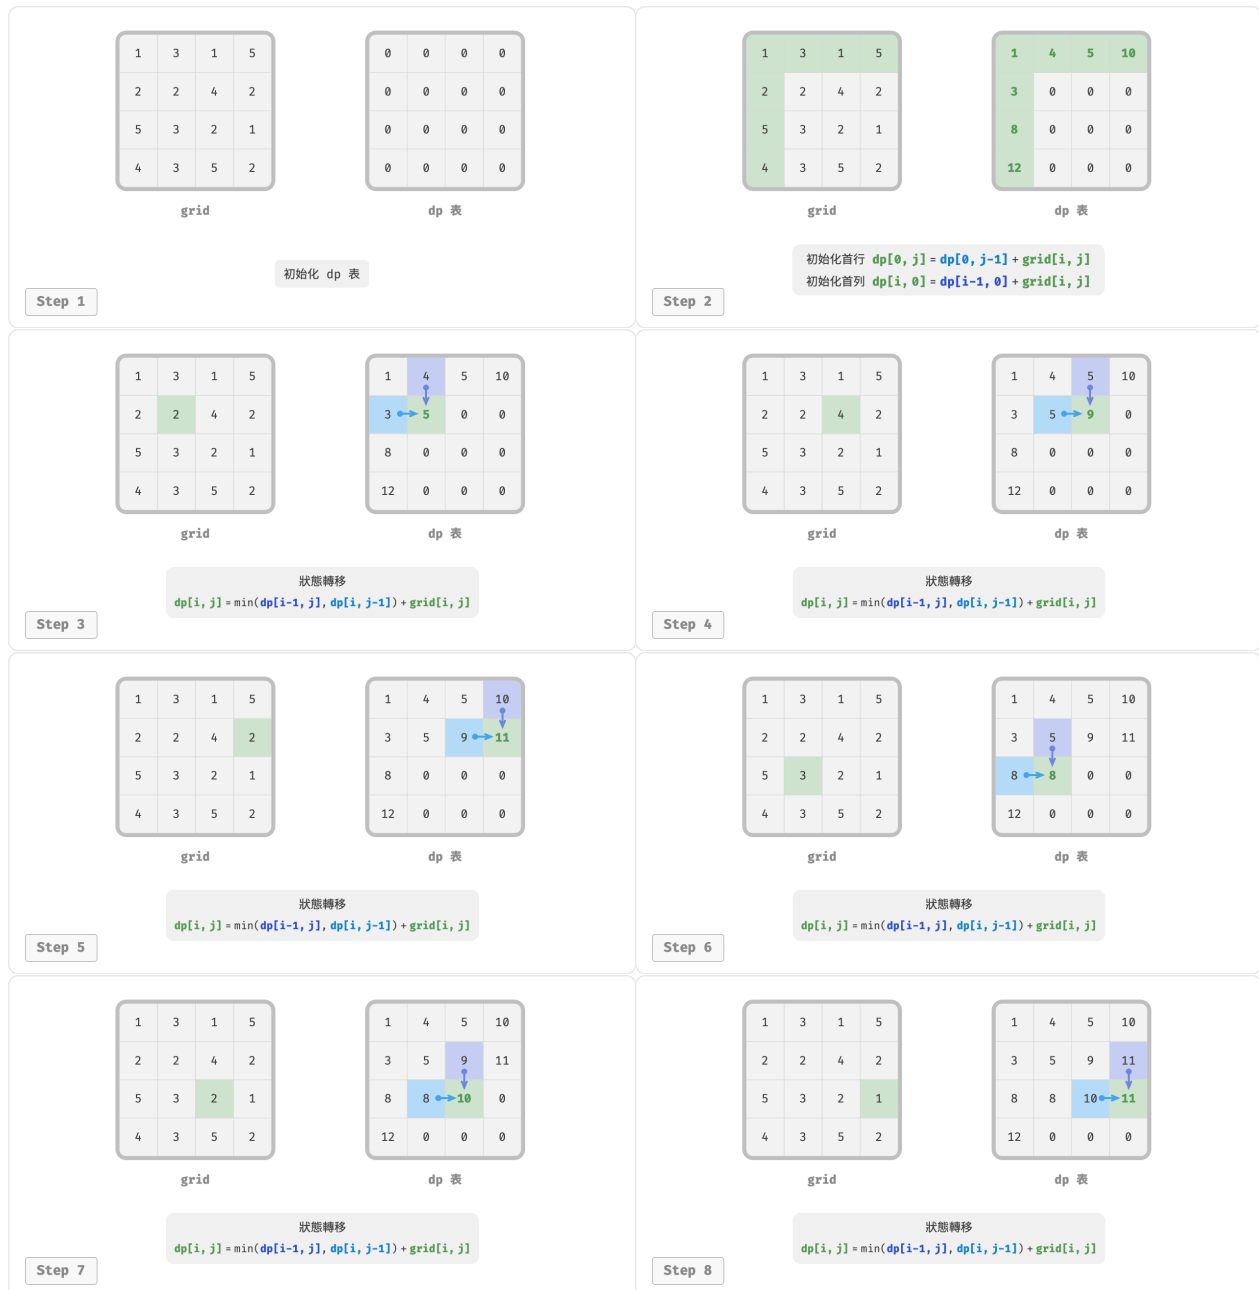 1 3 1 5
2 2 4 2
5 3 2 1
4 3 5 2
grid
0 0 0 0
0 0 0 0
0 0 0 0
0 0 0 0
dp 表
初始化 dp 表
Step 1
1 3 1 5
2 2 4 2
5 3 2 1
4 3 5 2
grid
1 4 5 10
3 0 0 0
8 0 0 0
12 0 0 0
dp 表
初始化首行 dp[0, j] = dp[0, j-1] + grid[i, j]
初始化首列 dp[i, 0] = dp[i-1, 0] + grid[i, j]
Step 2
1 3 1 5
2 2 4 2
5 3 2 1
4 3 5 2
grid
1 4 5 10
3 5 0 0
8 0 0 0
12 0 0 0
dp 表
狀態轉移
dp[i, j] = min(dp[i-1, j], dp[i, j-1]) + grid[i, j]
Step 3
1 3 1 5
2 2 4 2
5 3 2 1
4 3 5 2
grid
1 4 5 10
3 5 9 0
8 0 0 0
12 0 0 0
dp 表
狀態轉移
dp[i, j] = min(dp[i-1, j], dp[i, j-1]) + grid[i, j]
Step 4
1 3 1 5
2 2 4 2
5 3 2 1
4 3 5 2
grid
1 4 5 10
3 5 9 11
8 0 0 0
12 0 0 0
dp 表
狀態轉移
dp[i, j] = min(dp[i-1, j], dp[i, j-1]) + grid[i, j]
Step 5
1 3 1 5
2 2 4 2
5 3 2 1
4 3 5 2
grid
1 4 5 10
3 5 9 11
8 8 0 0
12 0 0 0
dp 表
狀態轉移
dp[i, j] = min(dp[i-1, j], dp[i, j-1]) + grid[i, j]
Step 6
1 3 1 5
2 2 4 2
5 3 2 1
4 3 5 2
grid
1 4 5 10
3 5 9 11
8 8 10 0
12 0 0 0
dp 表
狀態轉移
dp[i, j] = min(dp[i-1, j], dp[i, j-1]) + grid[i, j]
Step 7
1 3 1 5
2 2 4 2
5 3 2 1
4 3 5 2
grid
1 4 5 10
3 5 9 11
8 8 10 11
12 0 0 0
dp 表
狀態轉移
dp[i, j] = min(dp[i-1, j], dp[i, j-1]) + grid[i, j]
Step 8